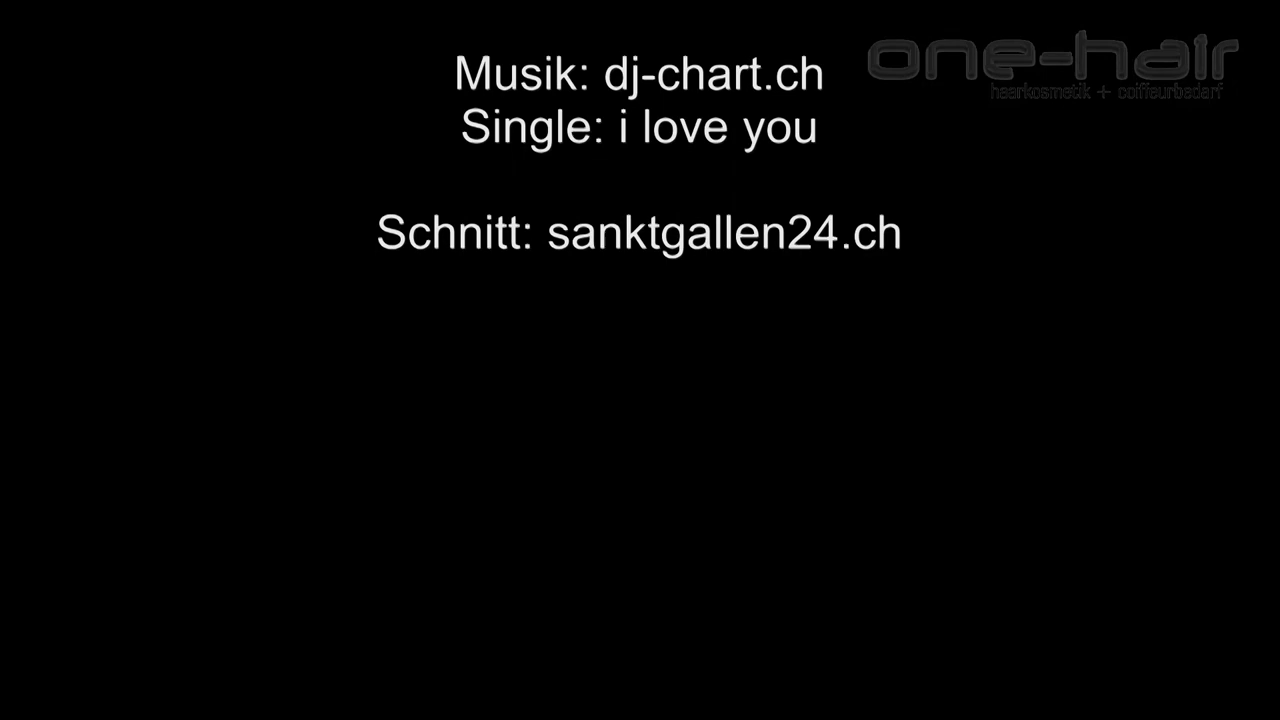 one-hair
haarkosmetik + coiffeurbedarf
Musik: dj-chart.ch
Single: i love you
Schnitt: sanktgallen24.ch